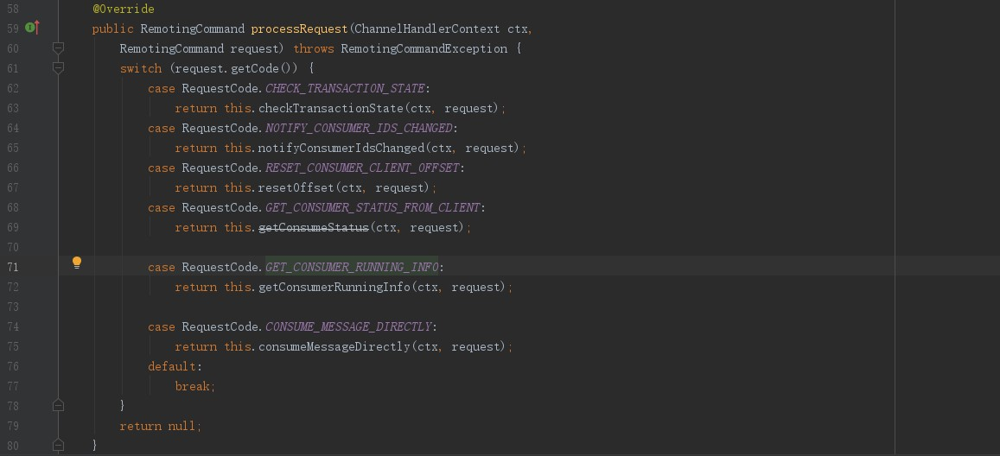 58 @Override
59 public RemotingCommand processRequest(ChannelHandlerContext ctx,
60 RemotingCommand request) throws RemotingCommandException {
61 switch (request.getCode()) {
62 case RequestCode.CHECK_TRANSACTION_STATE:
63 return this.checkTransactionState(ctx, request);
64 case RequestCode.NOTIFY_CONSUMER_IDS_CHANGED:
65 return this.notifyConsumerIdsChanged(ctx, request);
66 case RequestCode.RESET_CONSUMER_CLIENT_OFFSET:
67 return this.resetOffset(ctx, request);
68 case RequestCode.GET_CONSUMER_STATUS_FROM_CLIENT:
69 return this.getConsumeStatus(ctx, request);
70
71 case RequestCode.GET_CONSUMER_RUNNING_INFO:
72 return this.getConsumerRunningInfo(ctx, request);
73
74 case RequestCode.CONSUME_MESSAGE_DIRECTLY:
75 return this.consumeMessageDirectly(ctx, request);
76 default:
77 break;
78 }
79 return null;
80 }